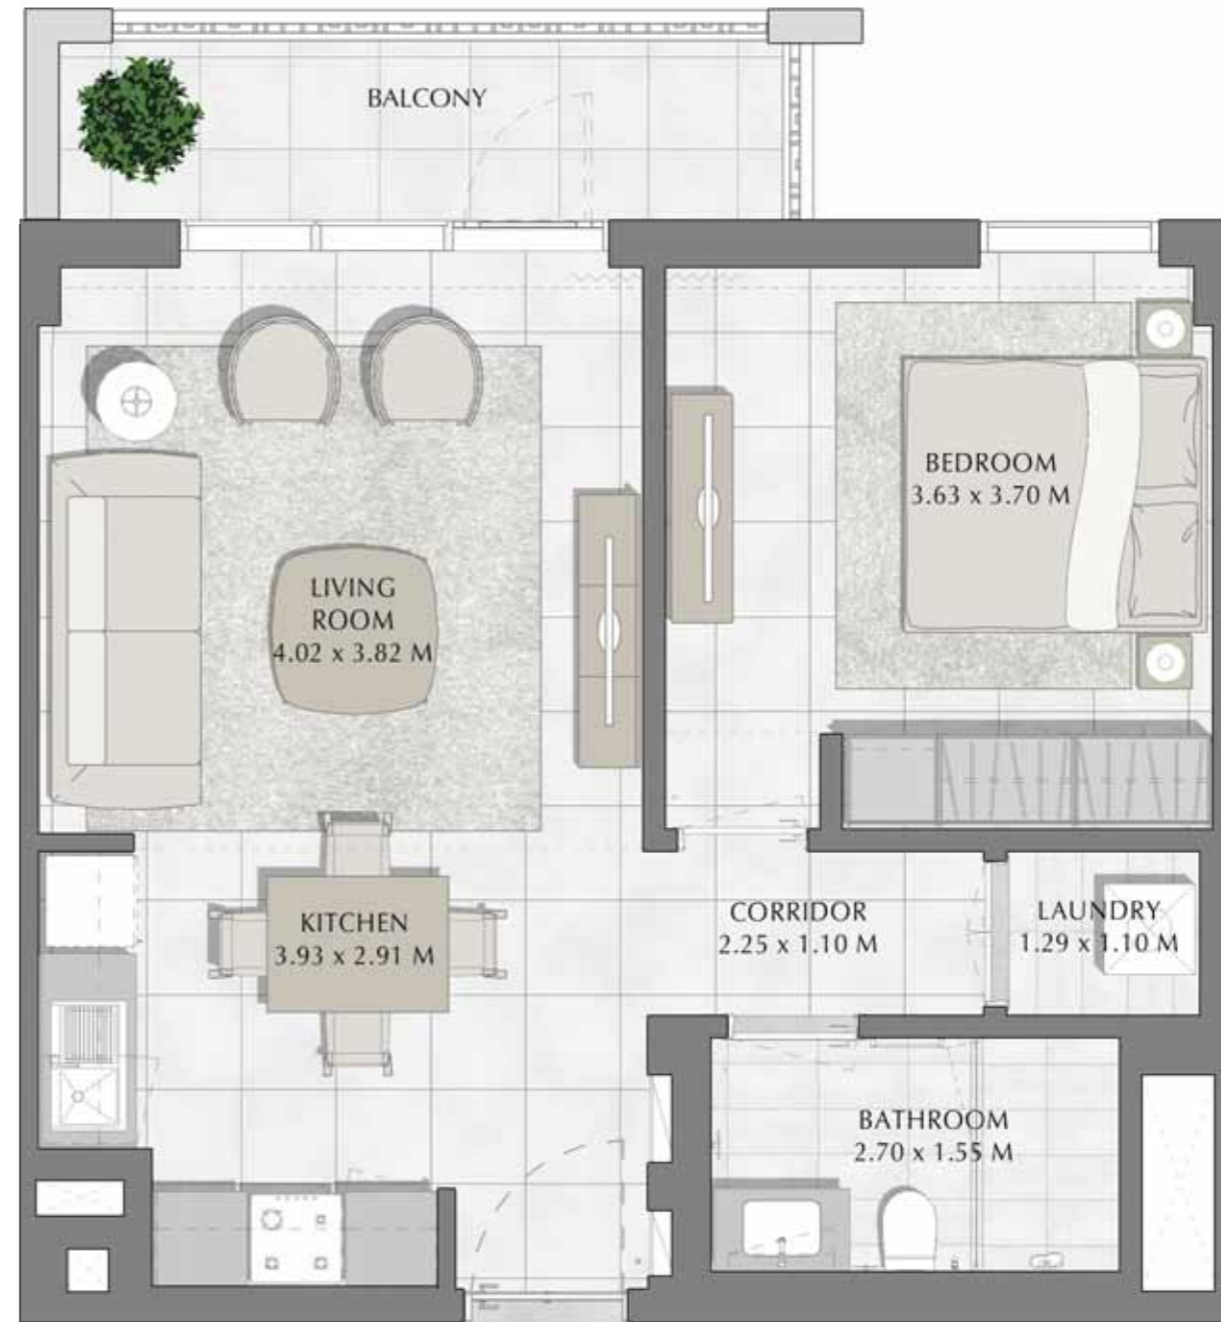 BALCONY
BEDROOM
3.63 x 3.70 M
LIVING
ROOM
4.02 x 3.82 M
KITCHEN
3.93 x 2.91 M
CORRIDOR
2.25 x 1.10 M
LAUNDRY
1.29 x 1.10 M
BATHROOM
2.70 x 1.55 M